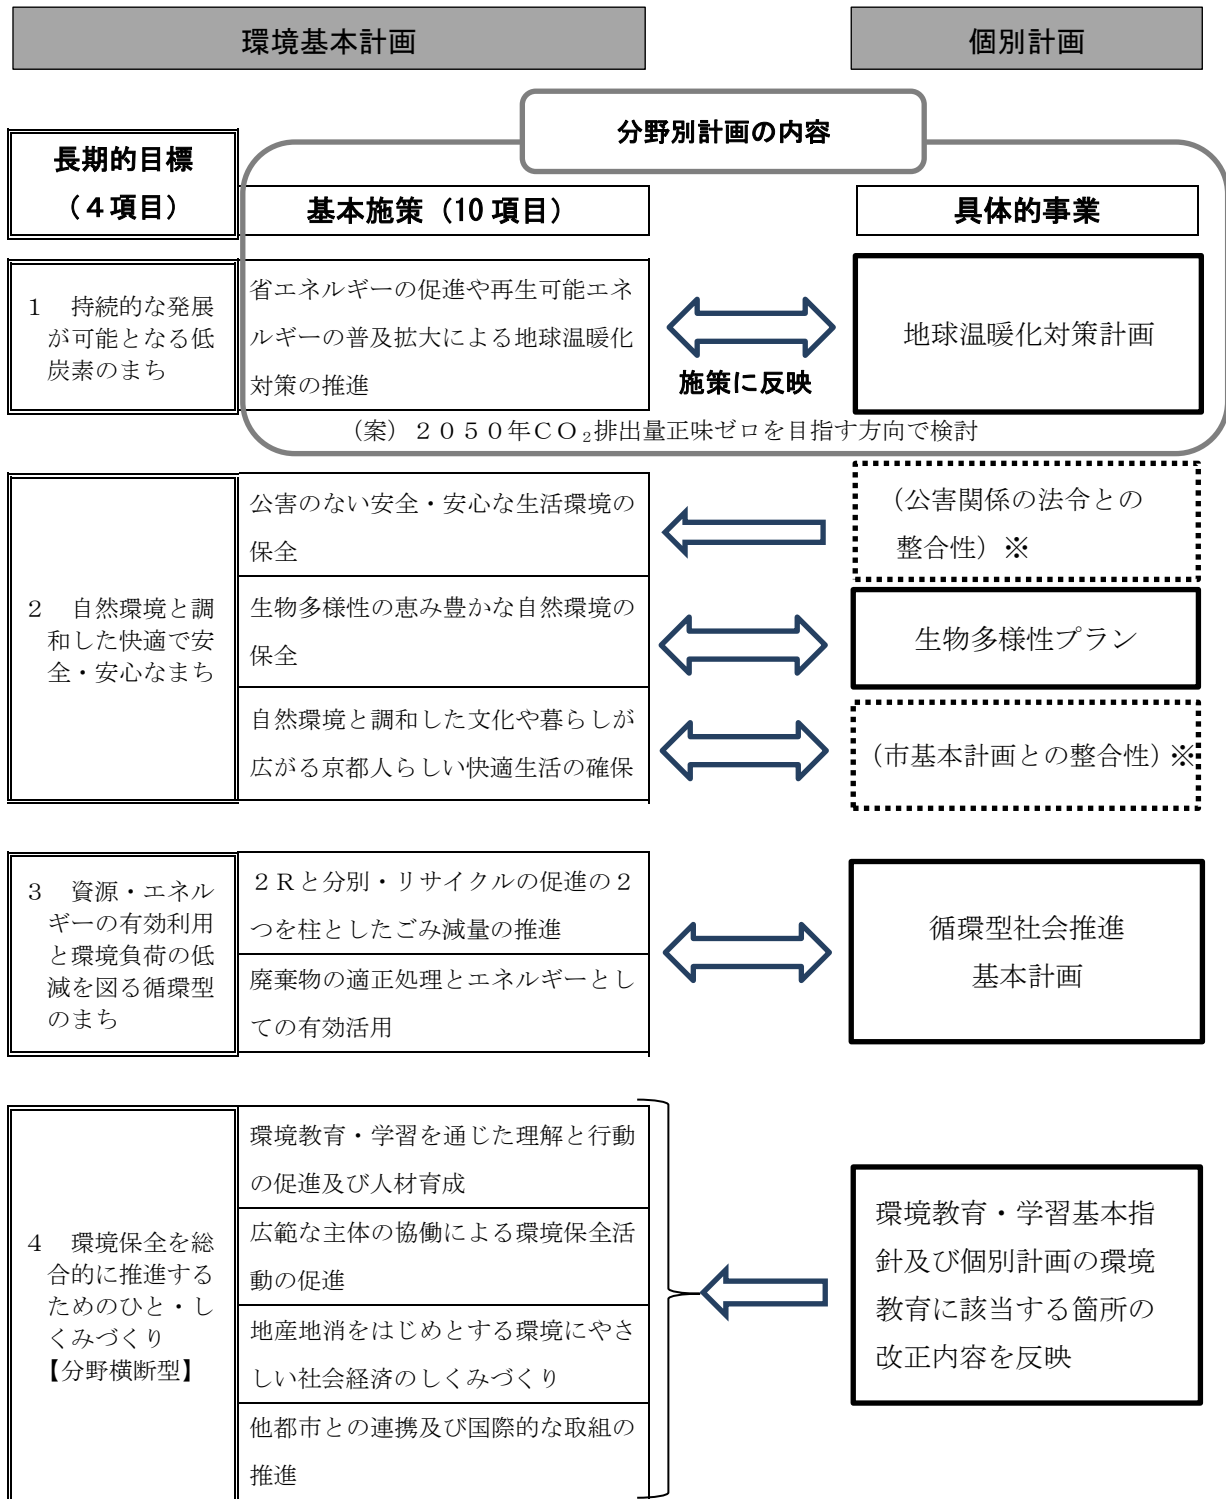 環境基本計画
個別計画
分野別計画の内容
長期的目標
（４項目）
基本施策（10 項目）
具体的事業
１　持続的な発展
が可能となる低
炭素のまち
省エネルギーの促進や再生可能エネ
ルギーの普及拡大による地球温暖化
対策の推進
施策に反映
地球温暖化対策計画
（案）２０５０年ＣＯ₂排出量正味ゼロを目指す方向で検討
２　自然環境と調
和した快適で安
全・安心なまち
公害のない安全・安心な生活環境の
保全
（公害関係の法令との
整合性）※
生物多様性の恵み豊かな自然環境の
保全
生物多様性プラン
自然環境と調和した文化や暮らしが
広がる京都人らしい快適生活の確保
（市基本計画との整合性）※
３　資源・エネル
ギーの有効利用
と環境負荷の低
減を図る循環型
のまち
２Ｒと分別・リサイクルの促進の２
つを柱としたごみ減量の推進
廃棄物の適正処理とエネルギーとし
ての有効活用
循環型社会推進
基本計画
４　環境保全を総
合的に推進する
ためのひと・し
くみづくり
【分野横断型】
環境教育・学習を通じた理解と行動
の促進及び人材育成
広範な主体の協働による環境保全活
動の促進
地産地消をはじめとする環境にやさ
しい社会経済のしくみづくり
他都市との連携及び国際的な取組の
推進
環境教育・学習基本指
針及び個別計画の環境
教育に該当する箇所の
改正内容を反映